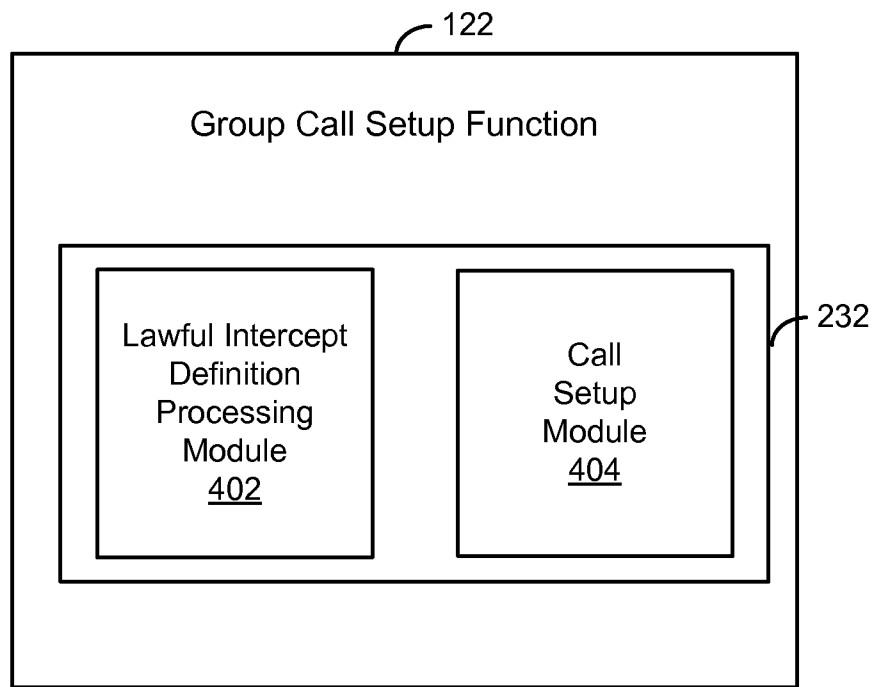 122
Group Call Setup Function
232
Lawful Intercept
Definition
Processing
Module
402
Call
Setup
Module
404